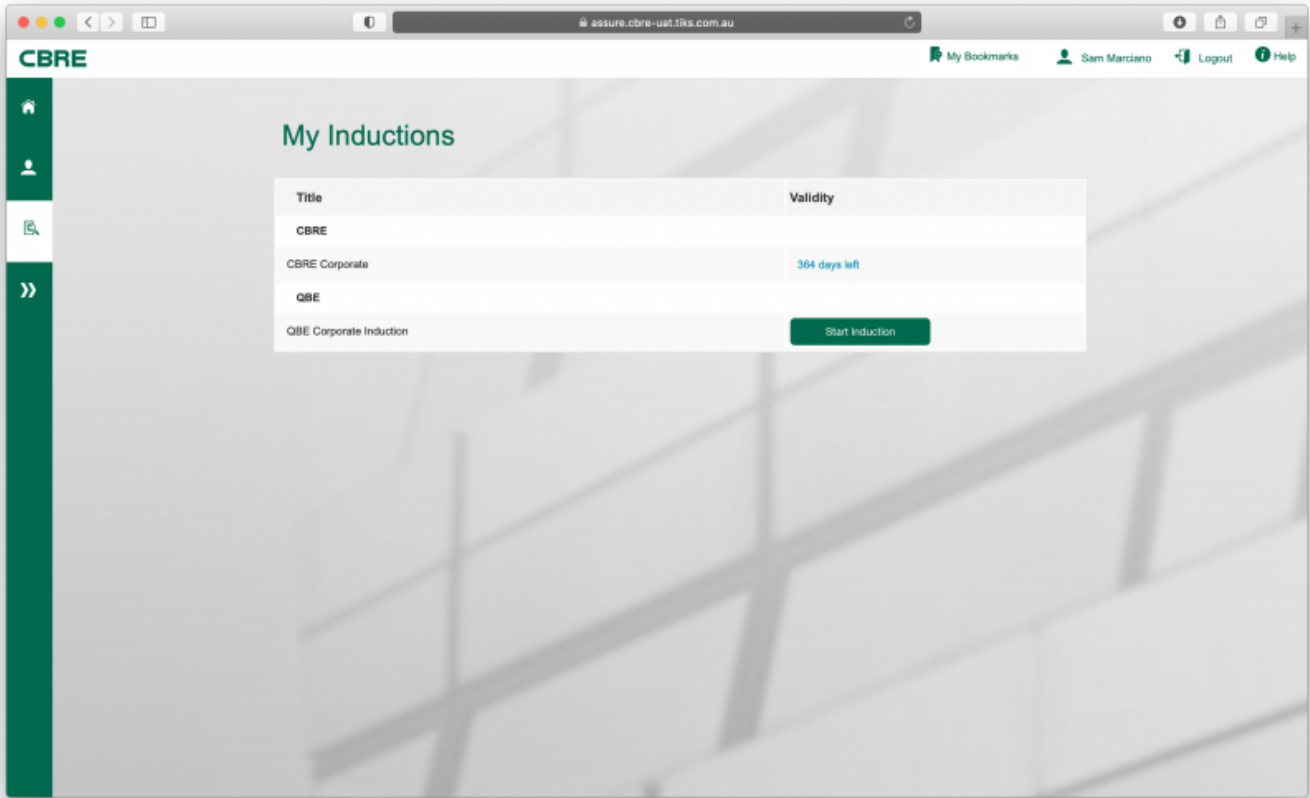 assure.cbre-uat.tiks.com.au
CBRE
My Bookmarks
Sam Marciano
Logout
Help
My Inductions
Title Validity
CBRE
CBRE Corporate 364 days left
QBE
QBE Corporate Induction Start Induction